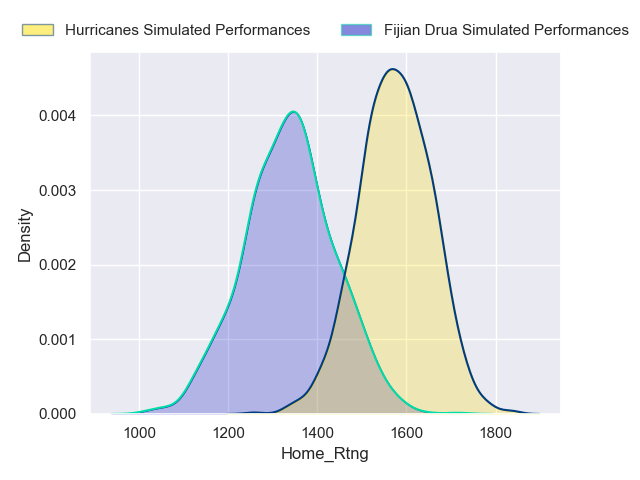 Hurricanes Simulated Performances
Fijian Drua Simulated Performances
0.004
0.003
0.002
0.001
0.000
Density
1000
1200
1400
1600
1800
Home_Rtng